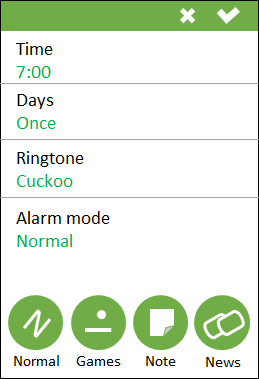 Time
7:00
Days
Once
Ringtone
Cuckoo
Alarm mode
Normal
Normal Games Note News